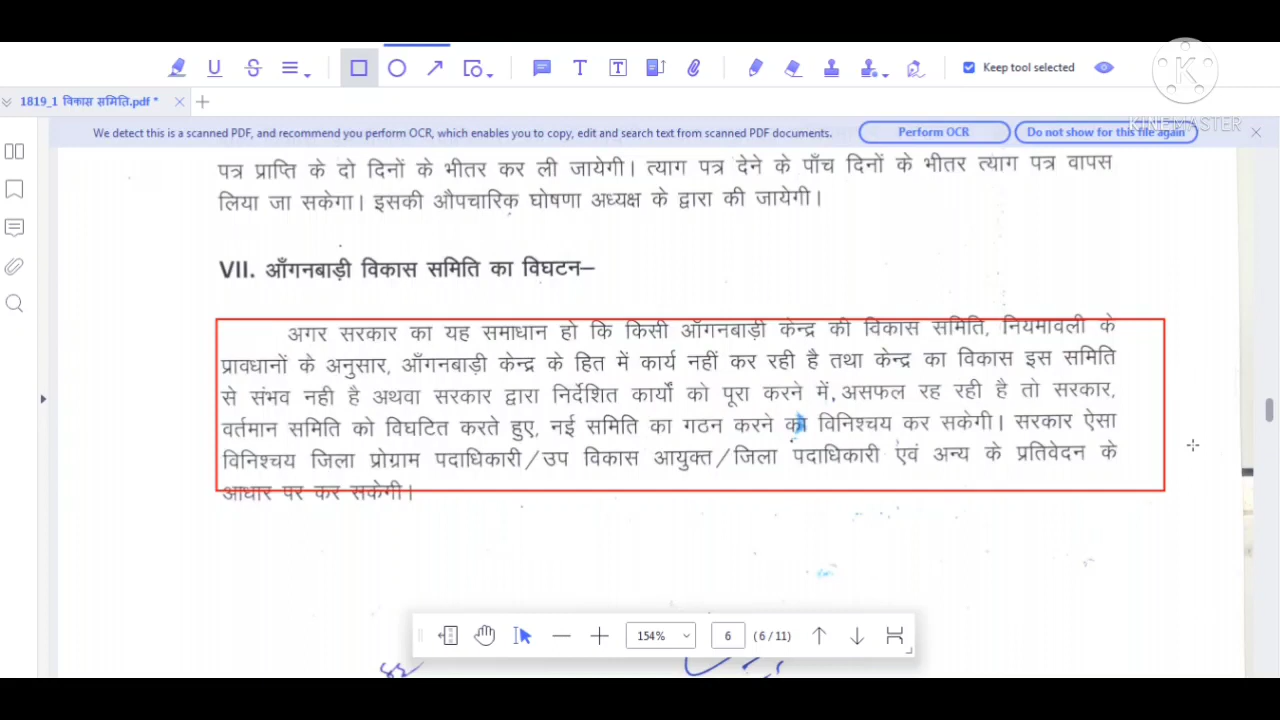 Keep tool selected
KINEMASTER
1819_1 विकास समिति.pdf *
We detect this is a scanned PDF, and recommend you perform OCR, which enables you to copy, edit and search text from scanned PDF documents.
Perform OCR
Do not show for this file again
पत्र प्राप्ति के दो दिनों के भीतर कर ली जायेगी। त्याग पत्र देने के पाँच दिनों के भीतर त्याग पत्र वापस
लिया जा सकेगा। इसकी औपचारिक घोषणा अध्यक्ष के द्वारा की जायेगी।
VII. आँगनबाड़ी विकास समिति का विघटन–
अगर सरकार का यह समाधान हो कि किसी ऑगनबाड़ी केन्द्र की विकास समिति, नियमावली के
प्रावधानों के अनुसार, आँगनबाड़ी केन्द्र के हित में कार्य नहीं कर रही है तथा केन्द्र का विकास इस समिति
से संभव नही है अथवा सरकार द्वारा निर्देशित कार्यों को पूरा करने में, असफल रह रही है तो सरकार,
वर्तमान समिति को विघटित करते हुए, नई समिति का गठन करने का विनिश्चय कर सकेगी। सरकार ऐसा
विनिश्चय जिला प्रोग्राम पदाधिकारी/उप विकास आयुक्त/जिला पदाधिकारी एवं अन्य के प्रतिवेदन के
आधार पर कर सकेगी।
154%
6
(6/11)